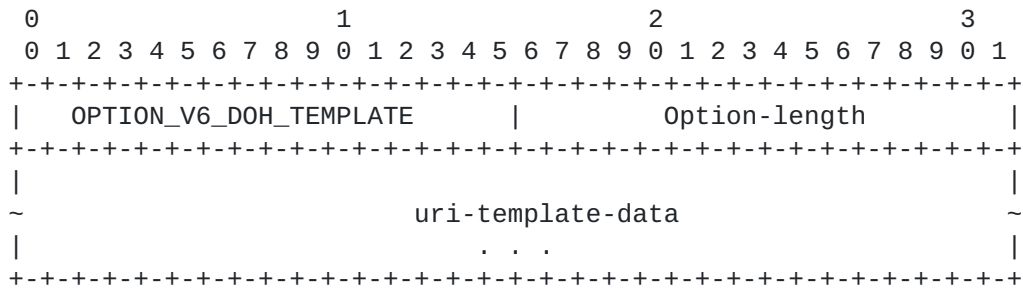 0                   1                   2                   3
 0 1 2 3 4 5 6 7 8 9 0 1 2 3 4 5 6 7 8 9 0 1 2 3 4 5 6 7 8 9 0 1
+-+-+-+-+-+-+-+-+-+-+-+-+-+-+-+-+-+-+-+-+-+-+-+-+-+-+-+-+-+-+-+-+
|   OPTION_V6_DOH_TEMPLATE      |         Option-length         |
+-+-+-+-+-+-+-+-+-+-+-+-+-+-+-+-+-+-+-+-+-+-+-+-+-+-+-+-+-+-+-+-+
|                                                               |
~                         uri-template-data                     ~
|                             . . .                             |
+-+-+-+-+-+-+-+-+-+-+-+-+-+-+-+-+-+-+-+-+-+-+-+-+-+-+-+-+-+-+-+-+